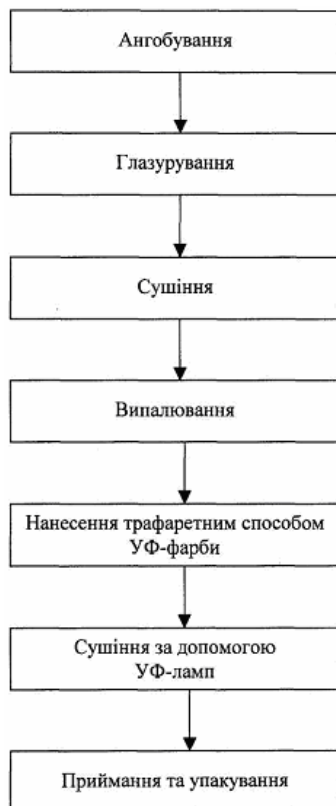 Ангобування
Глазурування
Сушіння
Випалювання
Нанесення трафаретним способом
УФ-фарби
Сушіння за допомогою
УФ-ламп
Приймання та упакування